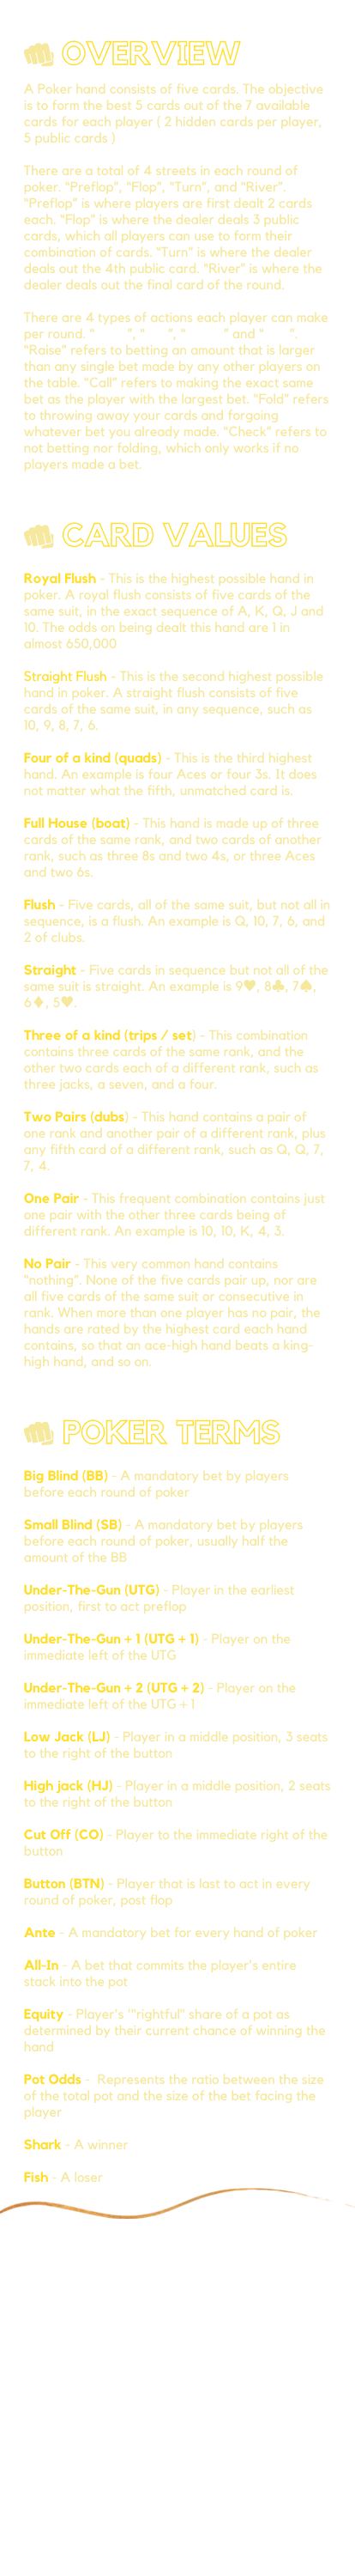 OVERVIEW
A Poker hand consists of five cards. The objective
is to form the best 5 cards out of the 7 available
cards for each player ( 2 hidden cards per player,
5 public cards )
There are a total of 4 streets in each round of
poker. "Preflop", "Flop", "Turn", and "River".
"Preflop" is where players are first dealt 2 cards
each. "Flop" is where the dealer deals 3 public
cards, which all players can use to form their
combination of cards. "Turn" is where the dealer
deals out the 4th public card. "River" is where the
dealer deals out the final card of the round.
There are 4 types of actions each player can make
per round. "        ", "      ", "         " and "      ".
"Raise" refers to betting an amount that is larger
than any single bet made by any other players on
the table. "Call" refers to making the exact same
bet as the player with the largest bet. "Fold" refers
to throwing away your cards and forgoing
whatever bet you already made. "Check" refers to
not betting nor folding, which only works if no
players made a bet.
CARD VALUES
Royal Flush - This is the highest possible hand in
poker. A royal flush consists of five cards of the
same suit, in the exact sequence of A, K, Q, J and
10. The odds on being dealt this hand are 1 in
almost 650,000
Straight Flush - This is the second highest possible
hand in poker. A straight flush consists of five
cards of the same suit, in any sequence, such as
10, 9, 8, 7, 6.
Four of a kind (quads) - This is the third highest
hand. An example is four Aces or four 3s. It does
not matter what the fifth, unmatched card is.
Full House (boat) - This hand is made up of three
cards of the same rank, and two cards of another
rank, such as three 8s and two 4s, or three Aces
and two 6s.
Flush - Five cards, all of the same suit, but not all in
sequence, is a flush. An example is Q, 10, 7, 6, and
2 of clubs.
Straight - Five cards in sequence but not all of the
same suit is straight. An example is 9♥, 8♣, 7♠,
6♦, 5♥.
Three of a kind (trips / set) - This combination
contains three cards of the same rank, and the
other two cards each of a different rank, such as
three jacks, a seven, and a four.
Two Pairs (dubs) - This hand contains a pair of
one rank and another pair of a different rank, plus
any fifth card of a different rank, such as Q, Q, 7,
7, 4.
One Pair - This frequent combination contains just
one pair with the other three cards being of
different rank. An example is 10, 10, K, 4, 3.
No Pair - This very common hand contains
"nothing". None of the five cards pair up, nor are
all five cards of the same suit or consecutive in
rank. When more than one player has no pair, the
hands are rated by the highest card each hand
contains, so that an ace-high hand beats a king-
high hand, and so on.
POKER TERMS
Big Blind (BB) - A mandatory bet by players
before each round of poker
Small Blind (SB) - A mandatory bet by players
before each round of poker, usually half the
amount of the BB
Under-The-Gun (UTG) - Player in the earliest
position, first to act preflop
Under-The-Gun + 1 (UTG + 1) - Player on the
immediate left of the UTG
Under-The-Gun + 2 (UTG + 2) - Player on the
immediate left of the UTG + 1
Low Jack (LJ) - Player in a middle position, 3 seats
to the right of the button
High jack (HJ) - Player in a middle position, 2 seats
to the right of the button
Cut Off (CO) - Player to the immediate right of the
button
Button (BTN) - Player that is last to act in every
round of poker, post flop
Ante - A mandatory bet for every hand of poker
All-In - A bet that commits the player's entire
stack into the pot
Equity - Player's '"rightful" share of a pot as
determined by their current chance of winning the
hand
Pot Odds -  Represents the ratio between the size
of the total pot and the size of the bet facing the
player
Shark - A winner
Fish - A loser